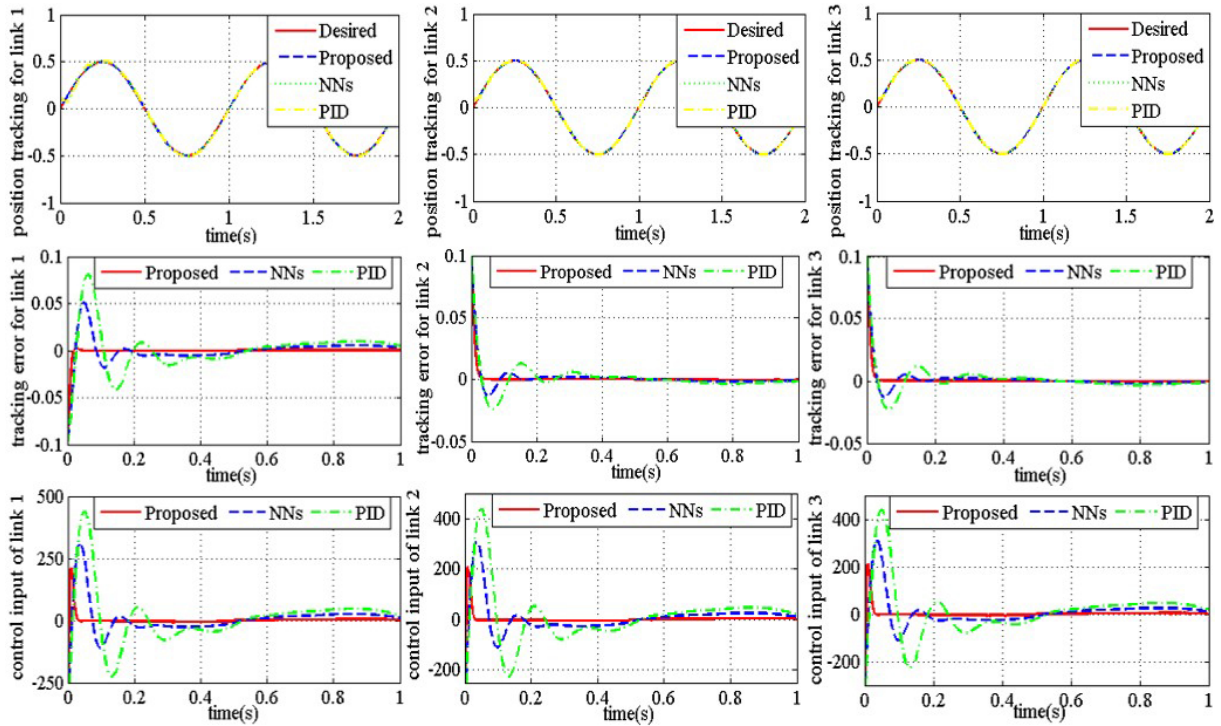 position tracking for link 1
1
0.5
0
-0.5
-1
Desired
Proposed
NNs
PID
0
0.5
1
1.5
2
time(s)
position tracking for link 2
1
0.5
0
-0.5
-1
Desired
Proposed
NNs
PID
0
0.5
1
1.5
2
time(s)
position tracking for link 3
1
0.5
0
-0.5
-1
Desired
Proposed
NNs
PID
0
0.5
1
1.5
2
time(s)
tracking error for link 1
0.1
0.05
0
-0.05
-0.1
Proposed NNs PID
0 0.2 0.4 0.6 0.8 1
time(s)
tracking error for link 2
0.1
0.05
0
-0.05
Proposed NNs PID
0 0.2 0.4 0.6 0.8 1
time(s)
tracking error for link 3
0.1
0.05
0
-0.05
Proposed NNs PID
0 0.2 0.4 0.6 0.8 1
time(s)
control input of link 1
500
250
0
-250
Proposed NNs PID
0 0.2 0.4 0.6 0.8 1
time(s)
control input of link 2
400
200
0
-200
Proposed NNs PID
0 0.2 0.4 0.6 0.8 1
time(s)
control input of link 3
400
200
0
-200
Proposed NNs PID
0 0.2 0.4 0.6 0.8 1
time(s)